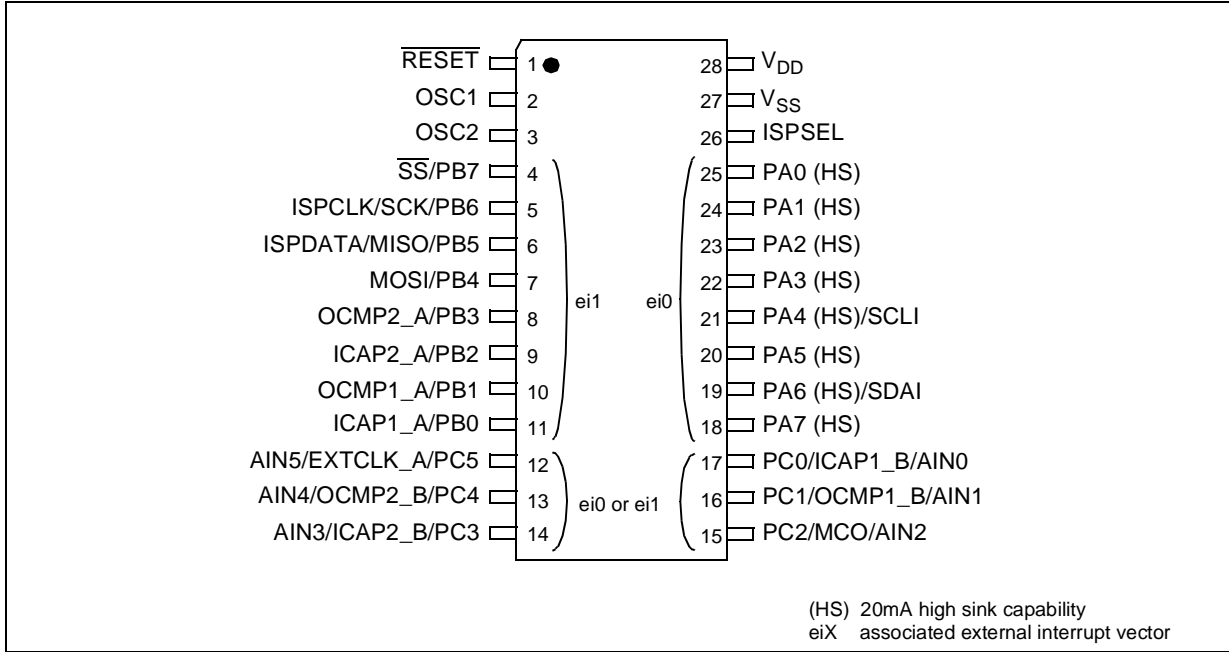 RESET 1 28 VDD
OSC1 2 27 VSS
OSC2 3 26 ISPSEL
SS/PB7 4 25 PA0 (HS)
ISPCLK/SCK/PB6 5 24 PA1 (HS)
ISPDATA/MISO/PB5 6 23 PA2 (HS)
MOSI/PB4 7 22 PA3 (HS)
ei1 ei0
OCMP2_A/PB3 8 21 PA4 (HS)/SCLI
ICAP2_A/PB2 9 20 PA5 (HS)
OCMP1_A/PB1 10 19 PA6 (HS)/SDAI
ICAP1_A/PB0 11 18 PA7 (HS)
AIN5/EXTCLK_A/PC5 12 17 PC0/ICAP1_B/AIN0
AIN4/OCMP2_B/PC4 13 ei0 or ei1 16 PC1/OCMP1_B/AIN1
AIN3/ICAP2_B/PC3 14 15 PC2/MCO/AIN2
(HS) 20mA high sink capability
eiX associated external interrupt vector